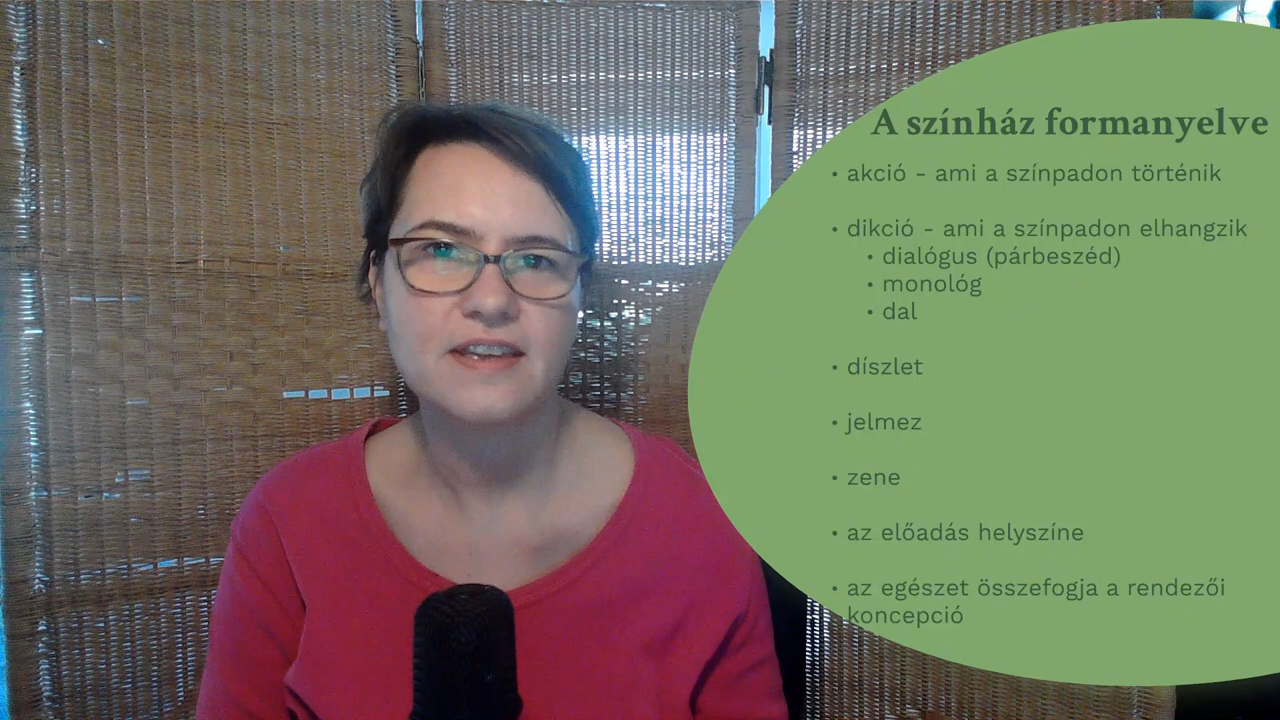 A színház formanyelve
• akció - ami a színpadon történik
• dikció - ami a színpadon elhangzik
• dialógus (párbeszéd)
• monológ
• dal
• díszlet
• jelmez
• zene
• az előadás helyszíne
• az egészet összefogja a rendezői
koncepció